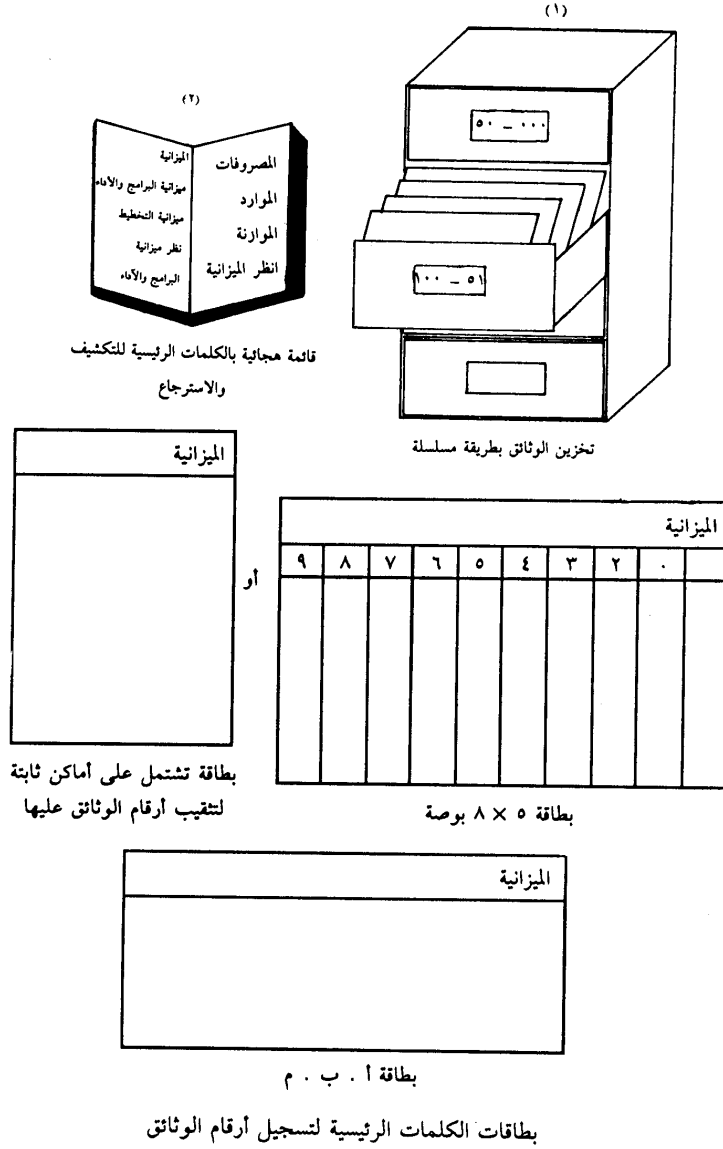 (١)
٠٠٠ – ٥٠
٥١ – ١٠٠
تخزين الوثائق بطريقة مسلسلة
(٢)
المصروفات
الموارد
الموازنة
انظر الميزانية
الميزانية
ميزانية البرامج والأداء
ميزانية التخطيط
نظر ميزانية
البرامج والآداء
قائمة هجائية بالكلمات الرئيسية للتكشيف
والاسترجاع
الميزانية
٠ ٢ ٣ ٤ ٥ ٦ ٧ ٨ ٩
بطاقة ٥ × ٨ بوصة
أو
الميزانية
بطاقة تشتمل على أماكن ثابتة
لتثقيب أرقام الوثائق عليها
الميزانية
بطاقة أ . ب . م
بطاقات الكلمات الرئيسية لتسجيل أرقام الوثائق